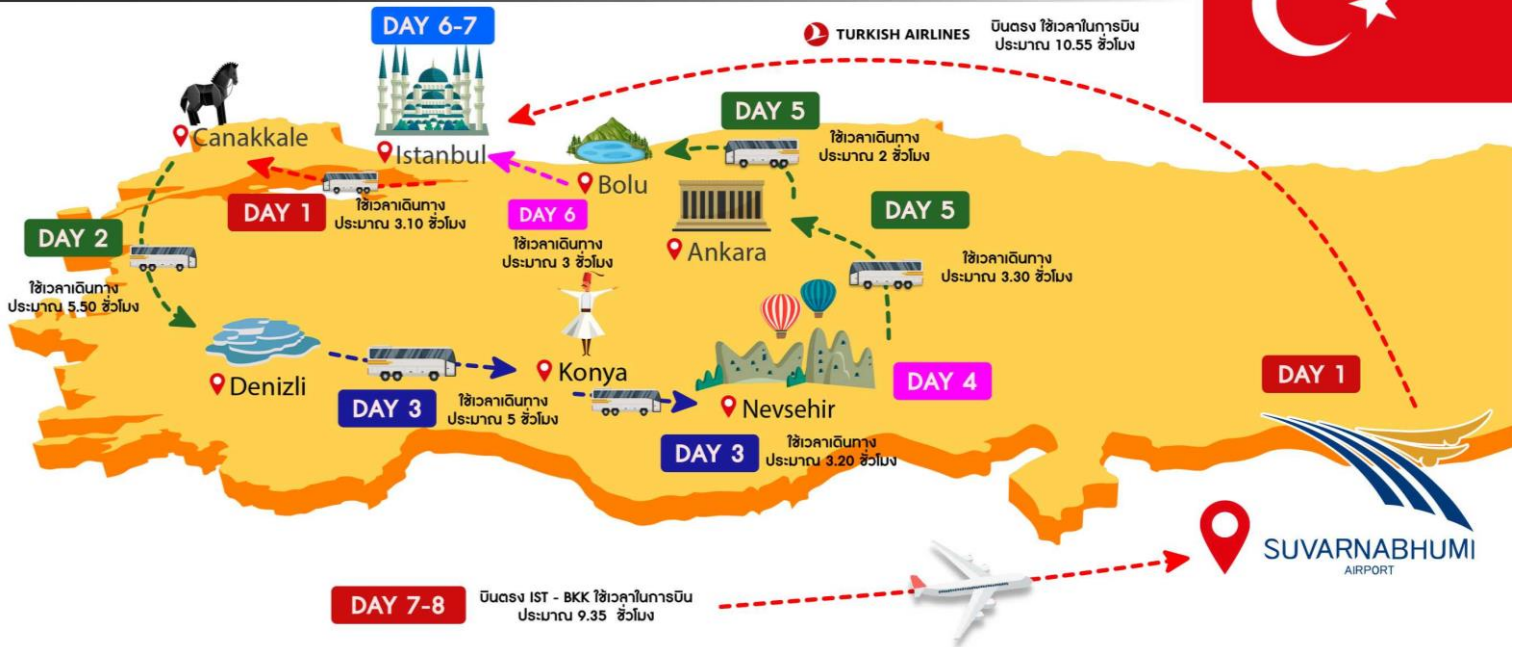 DAY 6-7
TURKISH AIRLINES
บินตรง ใช้เวลาในการบิน
ประมาณ 10.55 ชั่วโมง
Canakkale
Istanbul
DAY 5
ใช้เวลาเดินทาง
ประมาณ 2 ชั่วโมง
Bolu
DAY 1
ใช้เวลาเดินทาง
ประมาณ 3.10 ชั่วโมง
DAY 6
ใช้เวลาเดินทาง
ประมาณ 3 ชั่วโมง
DAY 5
Ankara
ใช้เวลาเดินทาง
ประมาณ 3.30 ชั่วโมง
DAY 2
ใช้เวลาเดินทาง
ประมาณ 5.50 ชั่วโมง
Denizli
DAY 3
ใช้เวลาเดินทาง
ประมาณ 5 ชั่วโมง
Konya
Nevsehir
DAY 4
DAY 1
DAY 3
ใช้เวลาเดินทาง
ประมาณ 3.20 ชั่วโมง
SUVARNABHUMI
AIRPORT
DAY 7-8
บินตรง IST - BKK ใช้เวลาในการบิน
ประมาณ 9.35 ชั่วโมง